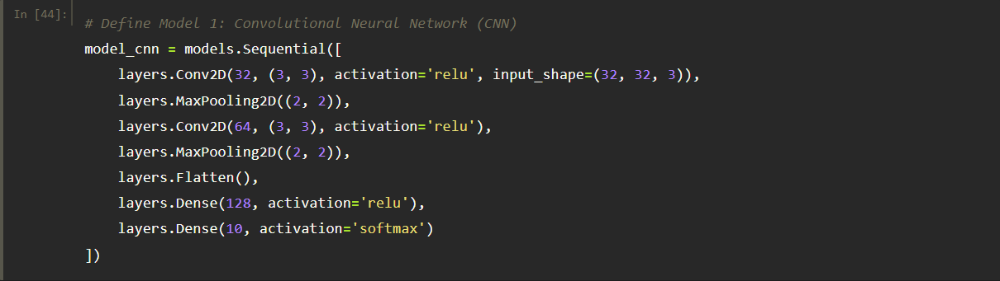 In [44]:
# Define Model 1: Convolutional Neural Network (CNN)
model_cnn = models.Sequential([
    layers.Conv2D(32, (3, 3), activation='relu', input_shape=(32, 32, 3)),
    layers.MaxPooling2D((2, 2)),
    layers.Conv2D(64, (3, 3), activation='relu'),
    layers.MaxPooling2D((2, 2)),
    layers.Flatten(),
    layers.Dense(128, activation='relu'),
    layers.Dense(10, activation='softmax')
])